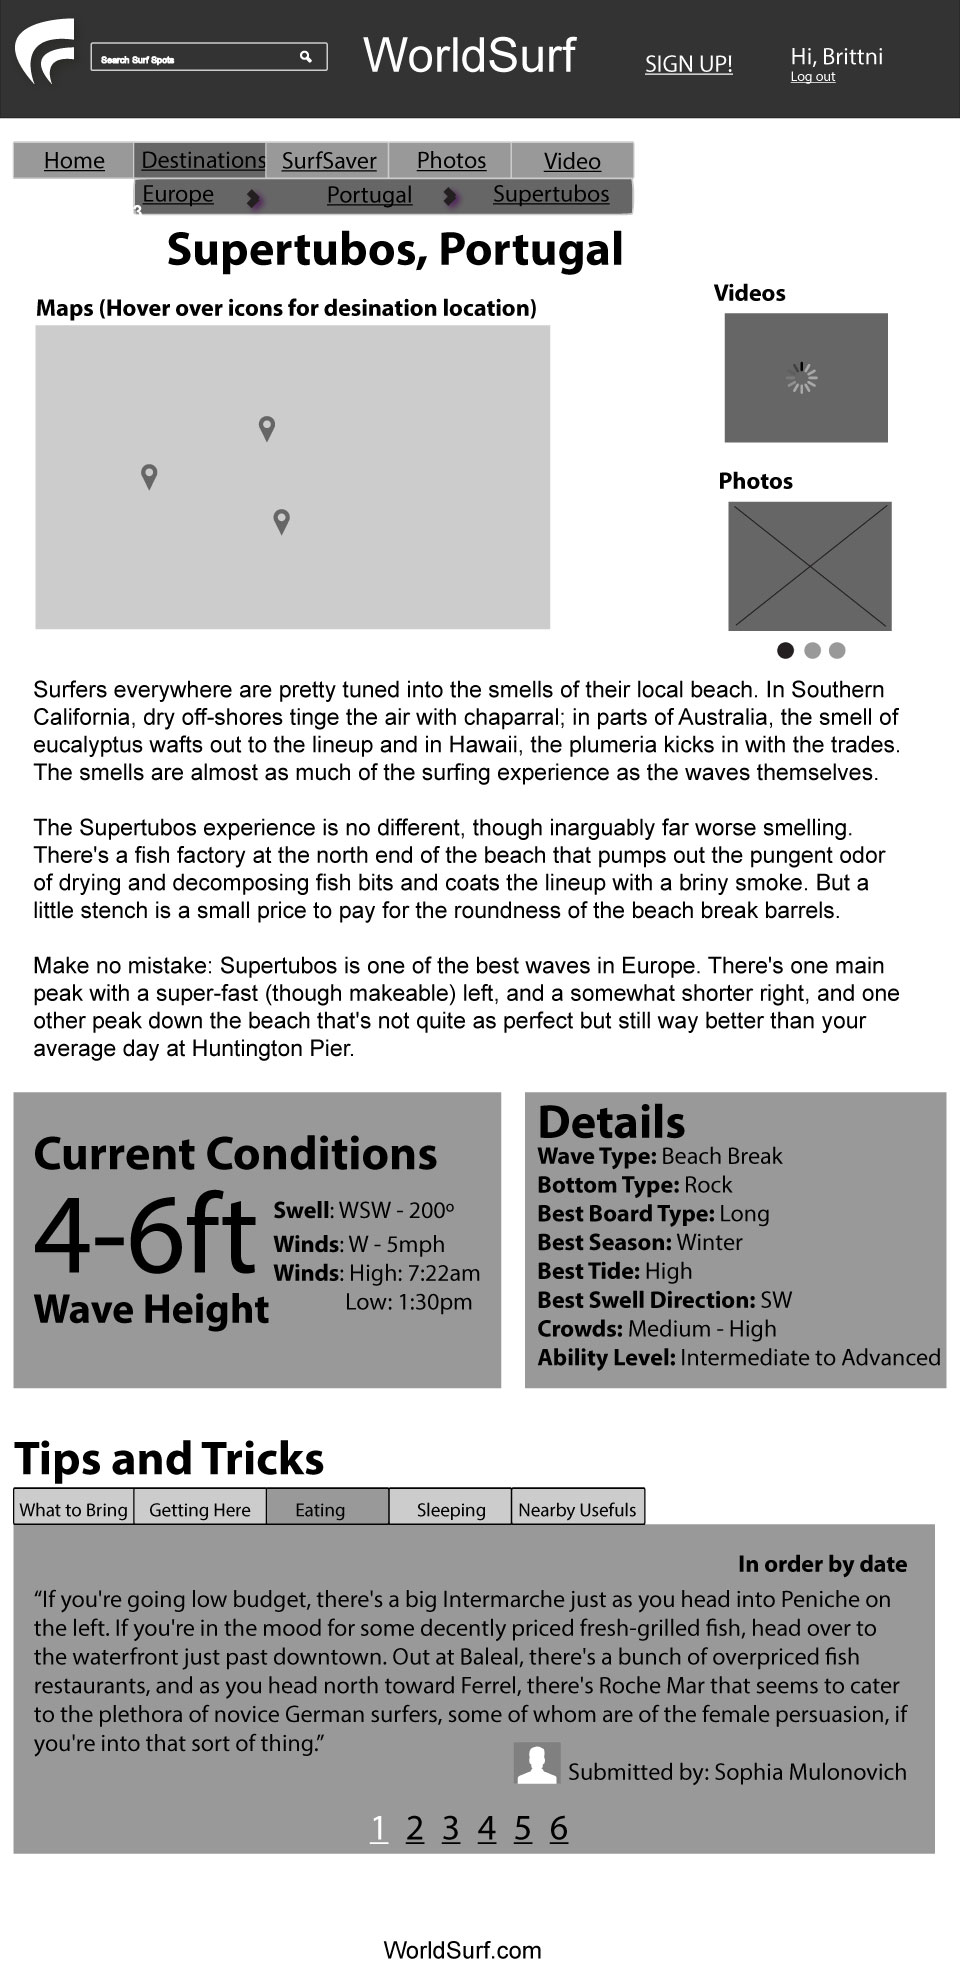 Search Surf Spots
WorldSurf
SIGN UP!
Hi, Brittni
Log out
Home
Destinations
SurfSaver
Photos
Video
Europe
Portugal
Supertubos
3
Supertubos, Portugal
Maps (Hover over icons for desination location)
Videos
Photos
Surfers everywhere are pretty tuned into the smells of their local beach. In Southern
California, dry off-shores tinge the air with chaparral; in parts of Australia, the smell of
eucalyptus wafts out to the lineup and in Hawaii, the plumeria kicks in with the trades.
The smells are almost as much of the surfing experience as the waves themselves.
The Supertubos experience is no different, though inarguably far worse smelling.
There's a fish factory at the north end of the beach that pumps out the pungent odor
of drying and decomposing fish bits and coats the lineup with a briny smoke. But a
little stench is a small price to pay for the roundness of the beach break barrels.
Make no mistake: Supertubos is one of the best waves in Europe. There's one main
peak with a super-fast (though makeable) left, and a somewhat shorter right, and one
other peak down the beach that's not quite as perfect but still way better than your
average day at Huntington Pier.
Current Conditions
4-6ft
Wave Height
Swell: WSW - 200º
Winds: W - 5mph
Winds: High: 7:22am
Low: 1:30pm
Details
Wave Type: Beach Break
Bottom Type: Rock
Best Board Type: Long
Best Season: Winter
Best Tide: High
Best Swell Direction: SW
Crowds: Medium - High
Ability Level: Intermediate to Advanced
Tips and Tricks
What to Bring
Getting Here
Eating
Sleeping
Nearby Usefuls
In order by date
“If you're going low budget, there's a big Intermarche just as you head into Peniche on
the left. If you're in the mood for some decently priced fresh-grilled fish, head over to
the waterfront just past downtown. Out at Baleal, there's a bunch of overpriced fish
restaurants, and as you head north toward Ferrel, there's Roche Mar that seems to cater
to the plethora of novice German surfers, some of whom are of the female persuasion, if
you're into that sort of thing.”
Submitted by: Sophia Mulonovich
1 2 3 4 5 6
WorldSurf.com